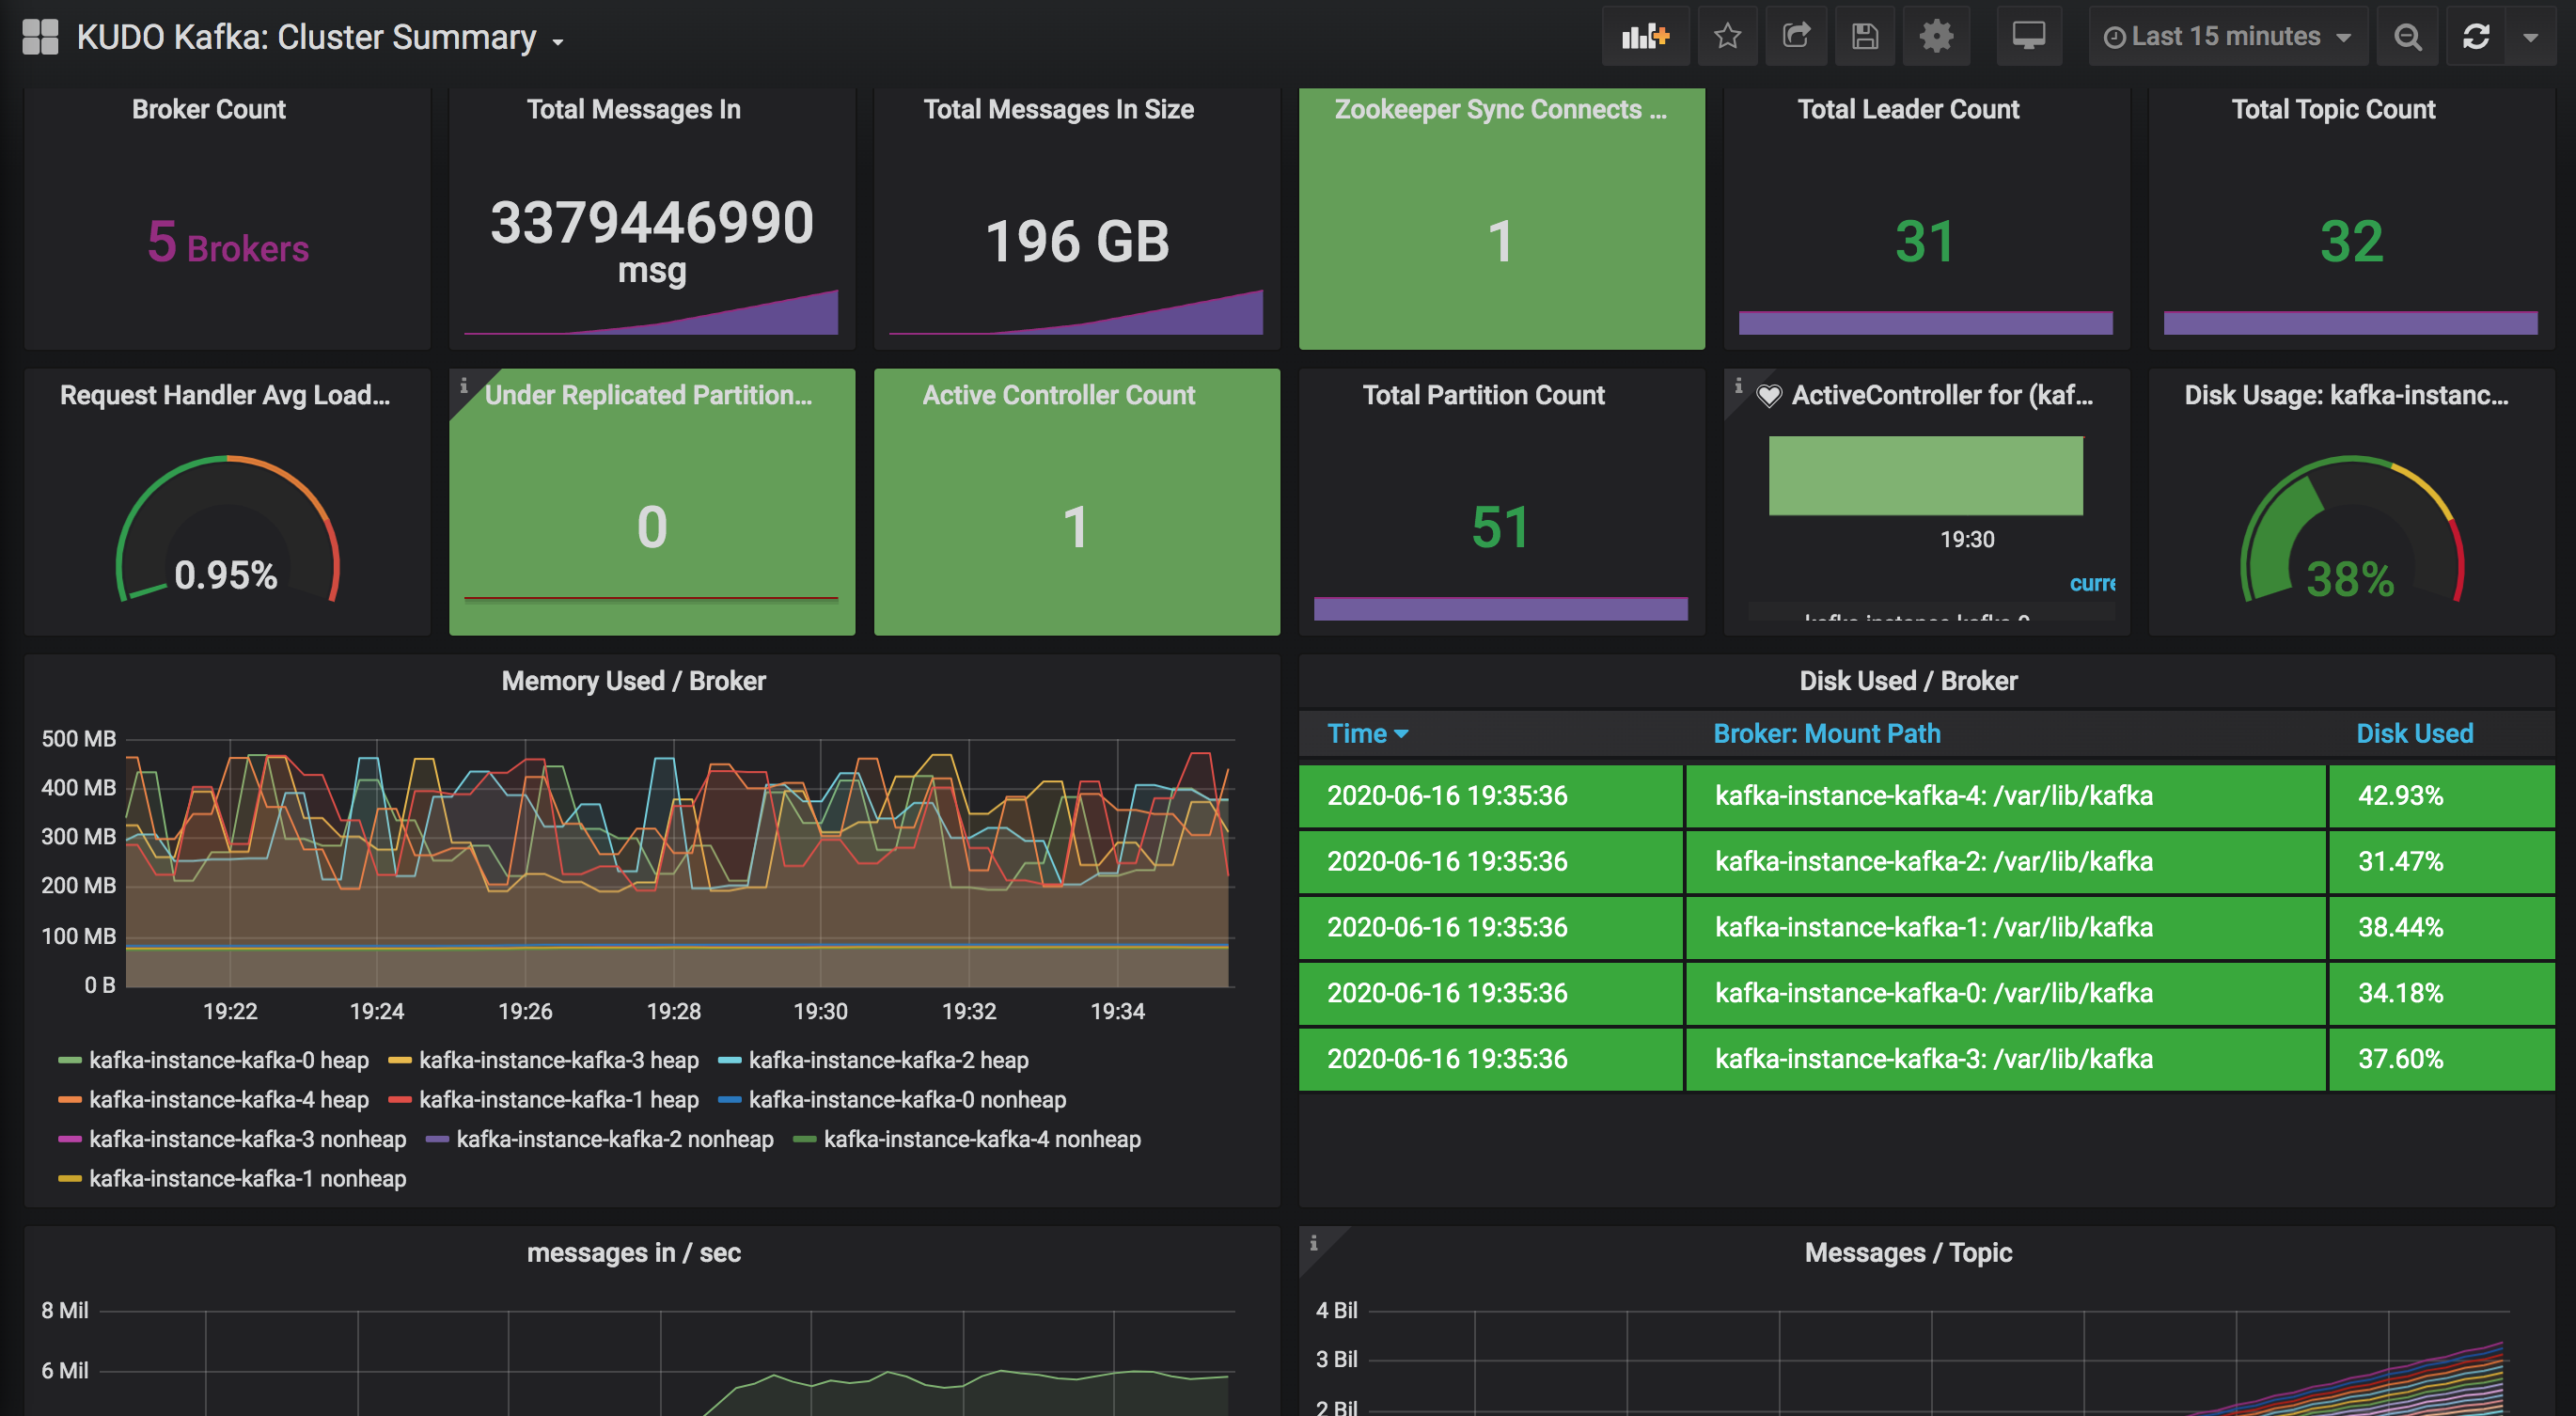 KUDO Kafka: Cluster Summary
Last 15 minutes
Broker Count
5 Brokers
Total Messages In
3379446990
msg
Total Messages In Size
196 GB
Zookeeper Sync Connects ...
1
Total Leader Count
31
Total Topic Count
32
Request Handler Avg Load...
0.95%
Under Replicated Partition...
0
Active Controller Count
1
Total Partition Count
51
ActiveController for (kaf...
19:30
curre
kafka-instance-kafka-0
Disk Usage: kafka-instanc...
38%
Memory Used / Broker
500 MB
400 MB
300 MB
200 MB
100 MB
0 B
19:22 19:24 19:26 19:28 19:30 19:32 19:34
kafka-instance-kafka-0 heap kafka-instance-kafka-3 heap kafka-instance-kafka-2 heap
kafka-instance-kafka-4 heap kafka-instance-kafka-1 heap kafka-instance-kafka-0 nonheap
kafka-instance-kafka-3 nonheap kafka-instance-kafka-2 nonheap kafka-instance-kafka-4 nonheap
kafka-instance-kafka-1 nonheap
Disk Used / Broker
Time Broker: Mount Path Disk Used
2020-06-16 19:35:36 kafka-instance-kafka-4: /var/lib/kafka 42.93%
2020-06-16 19:35:36 kafka-instance-kafka-2: /var/lib/kafka 31.47%
2020-06-16 19:35:36 kafka-instance-kafka-1: /var/lib/kafka 38.44%
2020-06-16 19:35:36 kafka-instance-kafka-0: /var/lib/kafka 34.18%
2020-06-16 19:35:36 kafka-instance-kafka-3: /var/lib/kafka 37.60%
messages in / sec
8 Mil
6 Mil
Messages / Topic
4 Bil
3 Bil
2 Bil